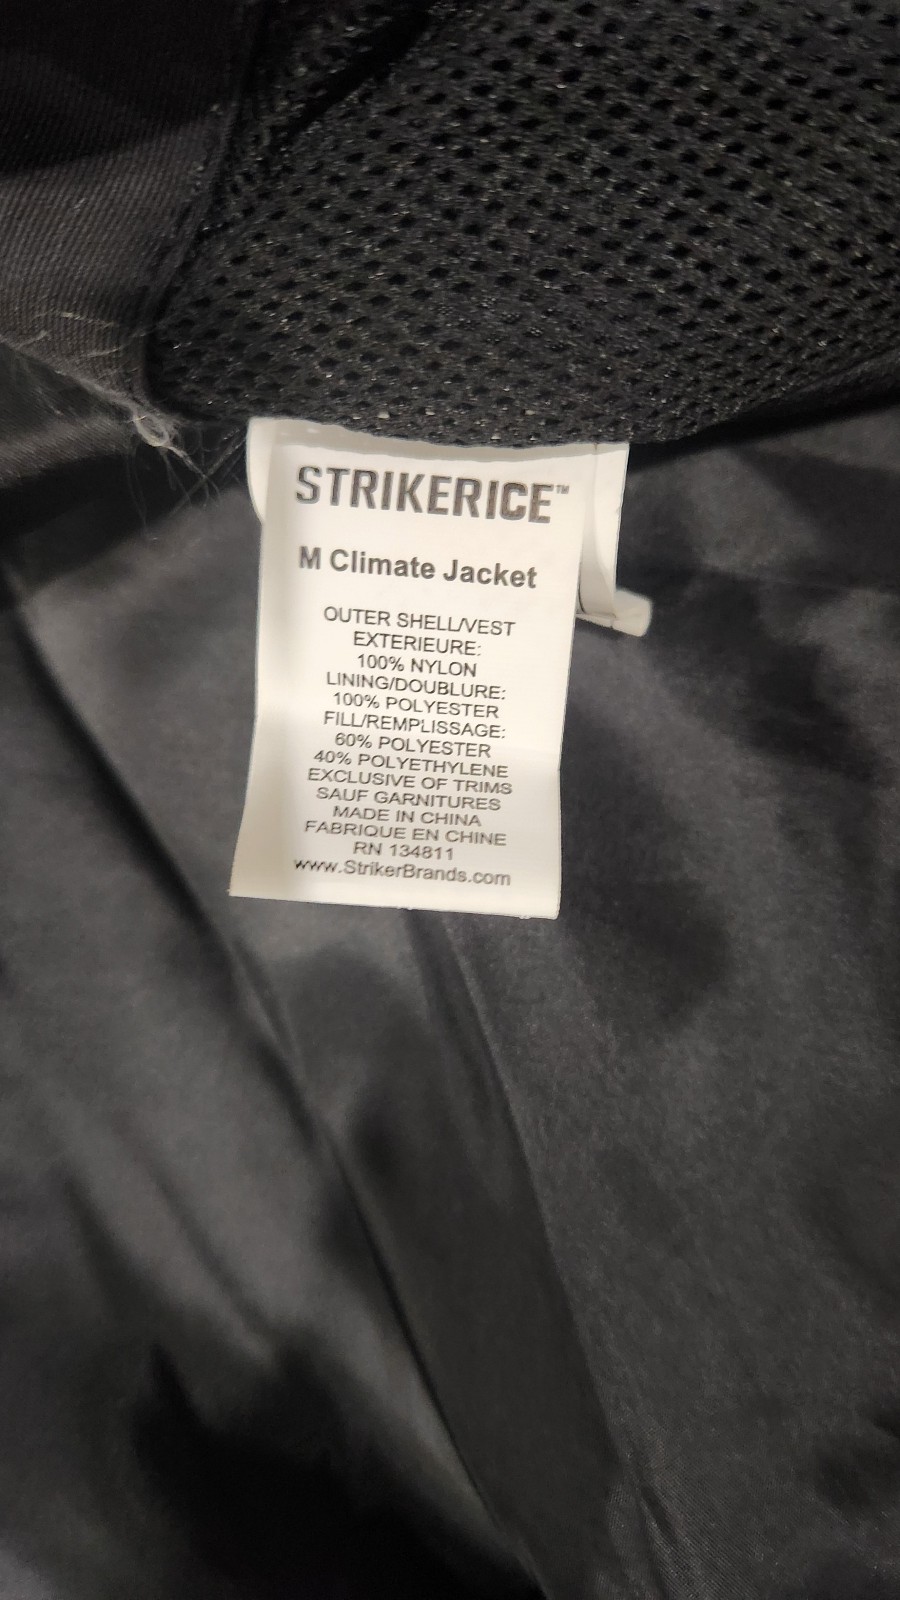 STRIKERICE™
M Climate Jacket
OUTER SHELL/VEST
EXTERIEURE:
100% NYLON
LINING/DOUBLURE:
100% POLYESTER
FILL/REMPLISSAGE:
60% POLYESTER
40% POLYETHYLENE
EXCLUSIVE OF TRIMS
SAUF GARNITURES
MADE IN CHINA
FABRIQUE EN CHINE
RN 134811
www.StrikerBrands.com